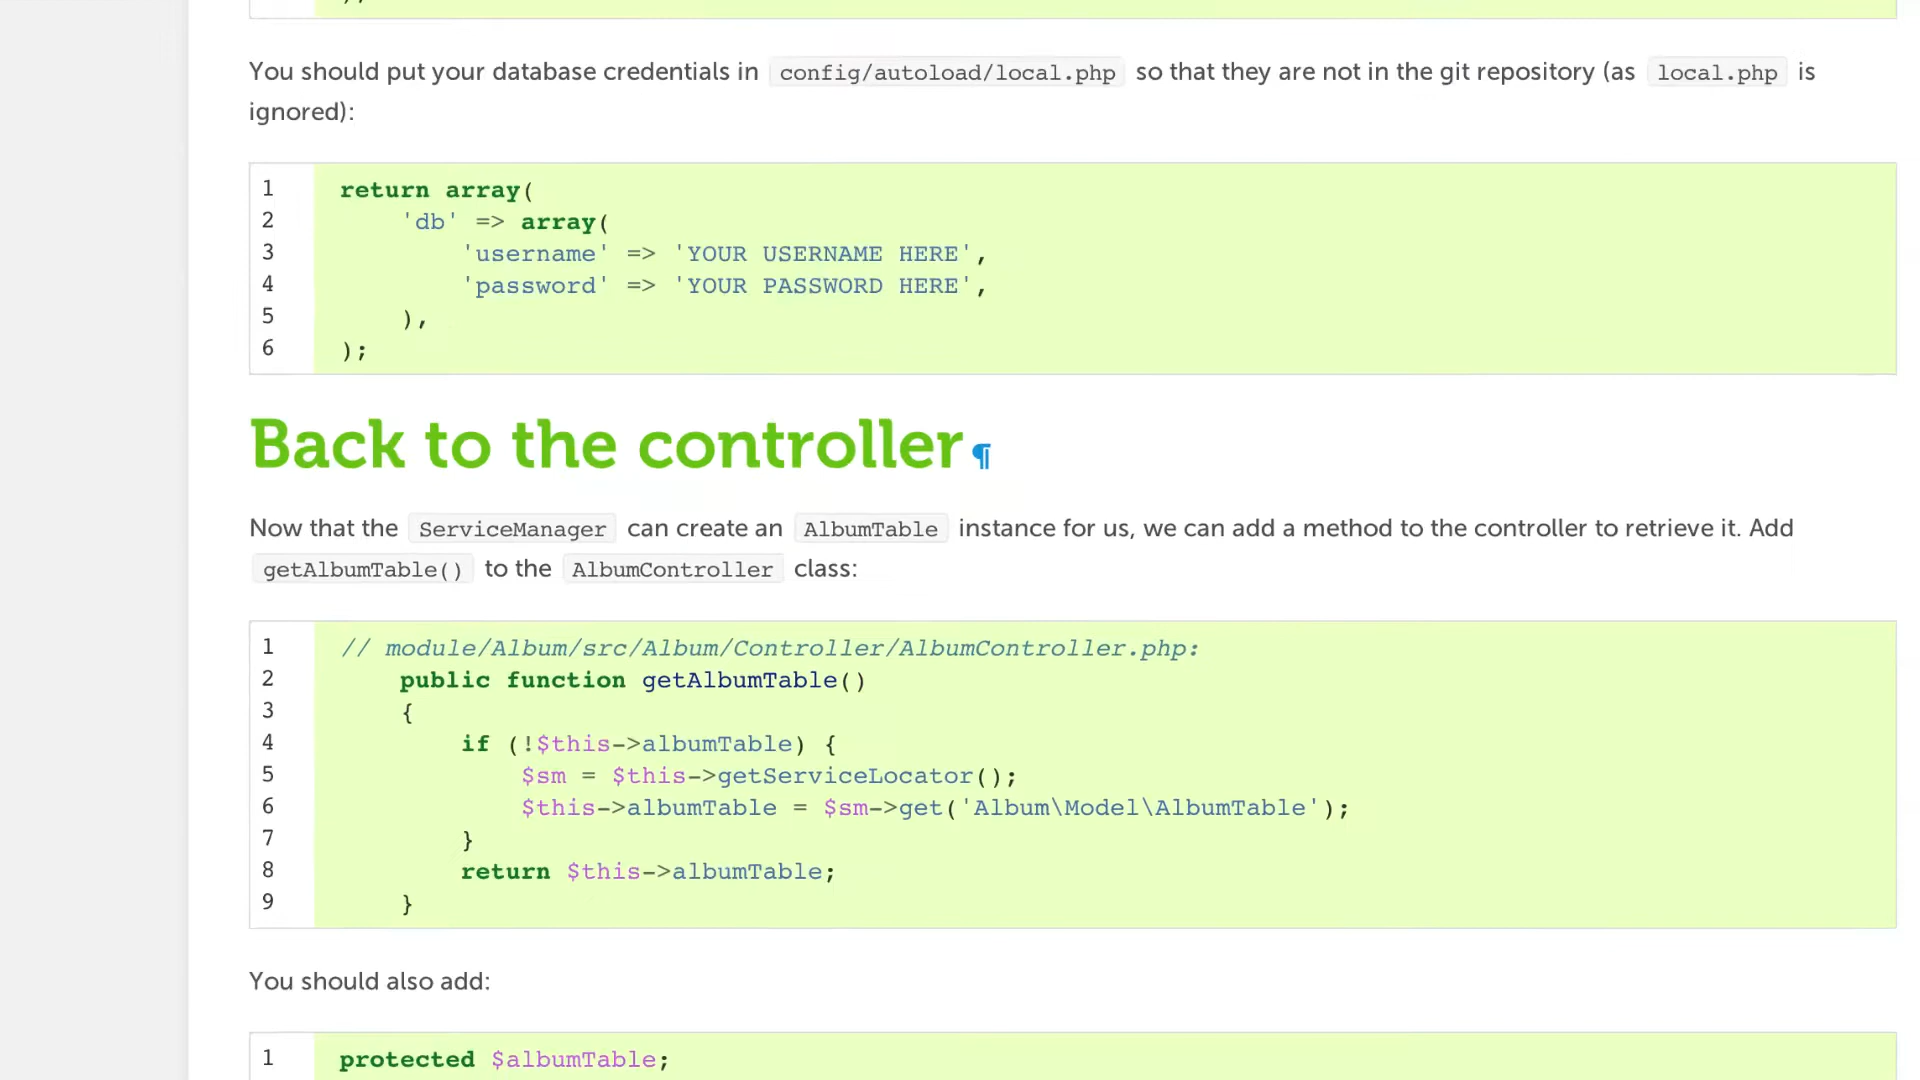 You should put your database credentials in config/autoload/local.php so that they are not in the git repository (as local.php is
ignored):
1 return array(
2 'db' => array(
3 'username' => 'YOUR USERNAME HERE',
4 'password' => 'YOUR PASSWORD HERE',
5 ),
6 );
Back to the controller¶
Now that the ServiceManager can create an AlbumTable instance for us, we can add a method to the controller to retrieve it. Add
getAlbumTable() to the AlbumController class:
1 // module/Album/src/Album/Controller/AlbumController.php:
2 public function getAlbumTable()
3 {
4 if (!$this->albumTable) {
5 $sm = $this->getServiceLocator();
6 $this->albumTable = $sm->get('Album\Model\AlbumTable');
7 }
8 return $this->albumTable;
9 }
You should also add:
1 protected $albumTable;